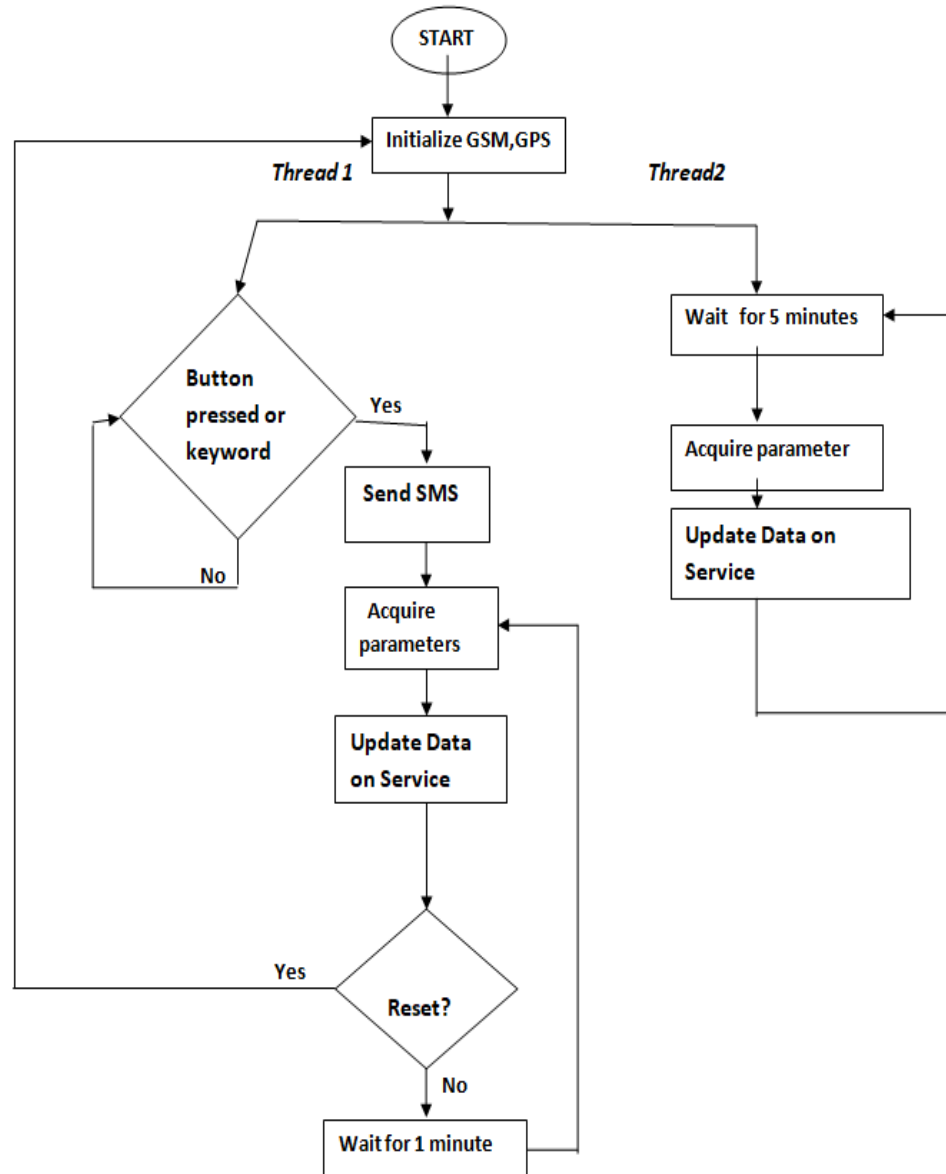 START
Initialize GSM,GPS
Thread 1
Thread2
Button
pressed or
keyword
Yes
No
Send SMS
Acquire
parameters
Update Data
on Service
Reset?
Yes
No
Wait for 1 minute
Wait for 5 minutes
Acquire parameter
Update Data on
Service